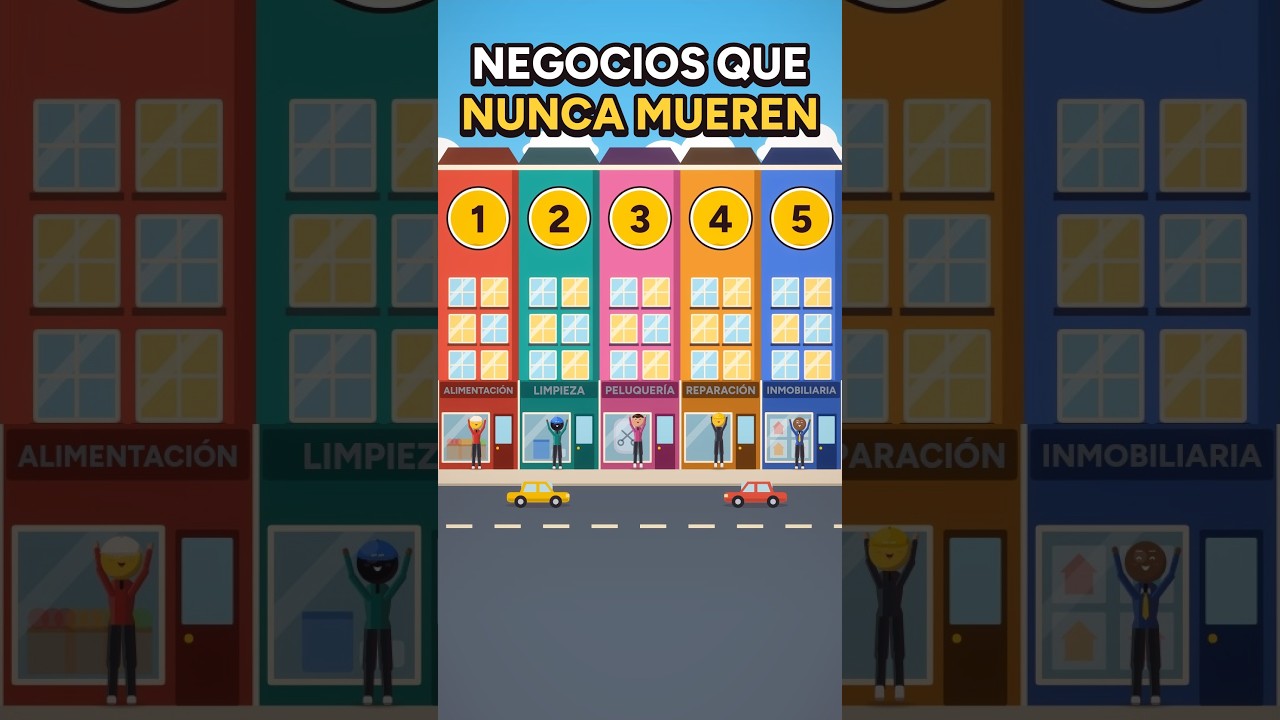 NEGOCIOS QUE
NUNCA MUEREN
1 2 3 4 5
ALIMENTACIÓN LIMPIEZA PELUQUERÍA REPARACIÓN INMOBILIARIA
ALIMENTACIÓN LIMPIEZ PARACIÓN INMOBILIARIA